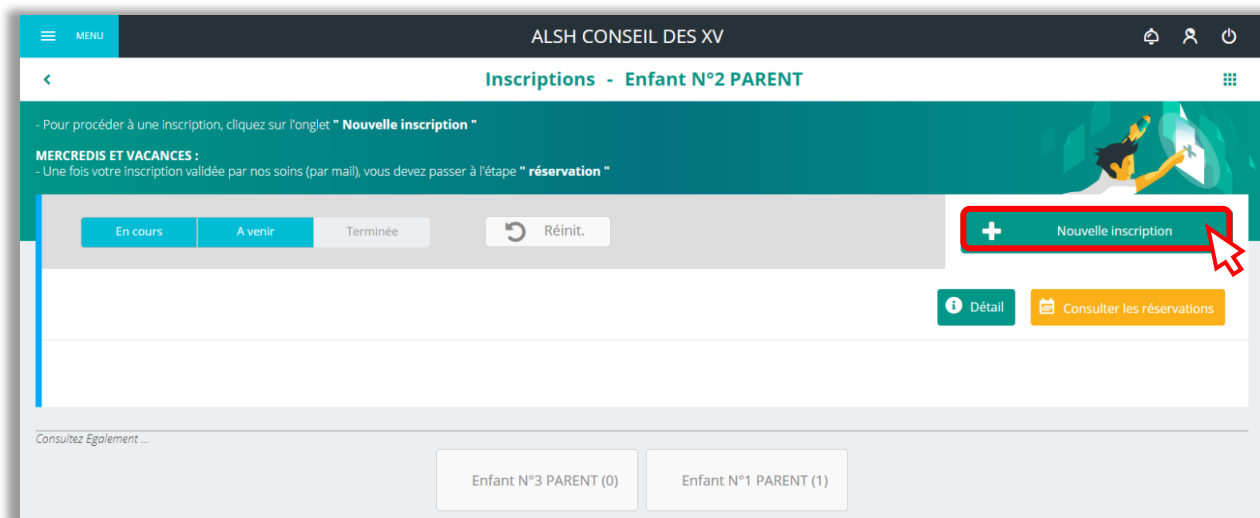 MENU
ALSH CONSEIL DES XV
Inscriptions - Enfant N°2 PARENT
- Pour procéder à une inscription, cliquez sur l'onglet " Nouvelle inscription "
MERCREDIS ET VACANCES :
- Une fois votre inscription validée par nos soins (par mail), vous devez passer à l'étape " réservation "
En cours
A venir
Terminée
Réinit.
Nouvelle inscription
Détail
Consulter les réservations
Consultez Egalement ...
Enfant N°3 PARENT (0)
Enfant N°1 PARENT (1)